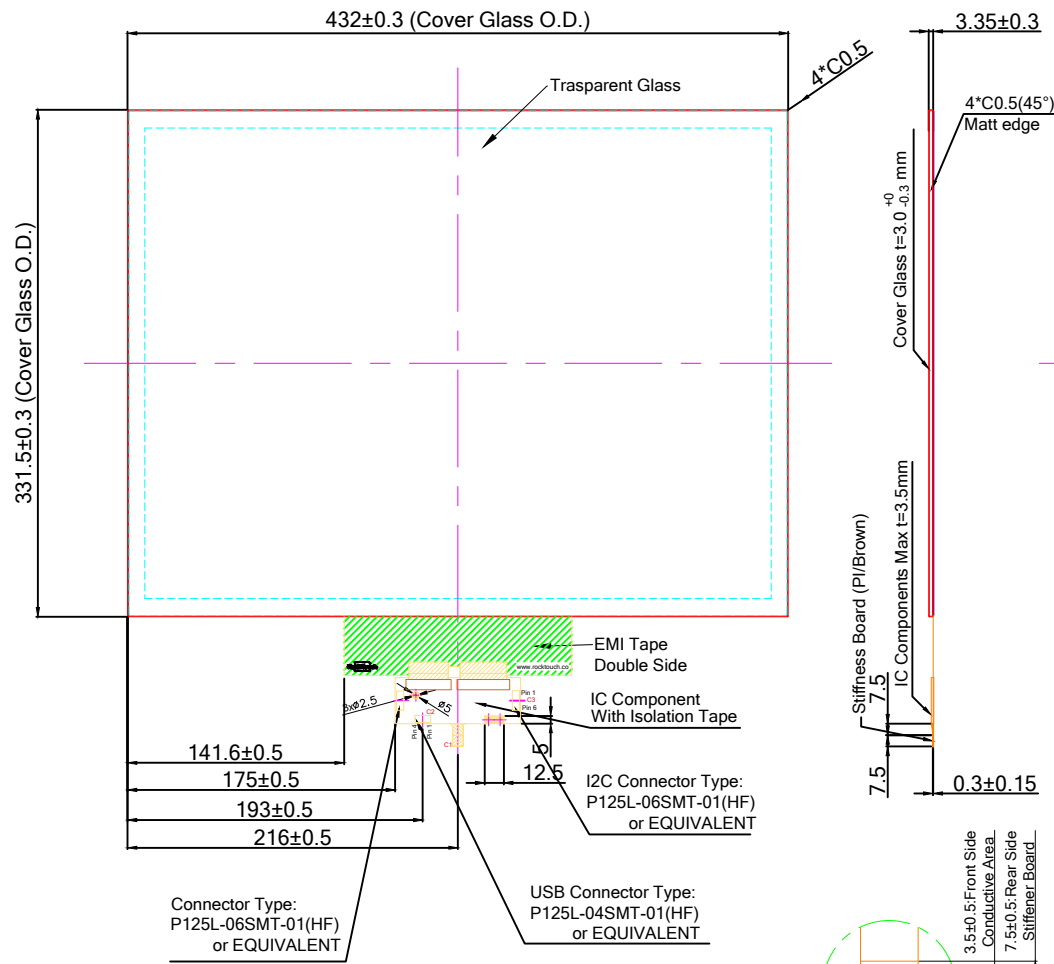 432±0.3 (Cover Glass O.D.)
3.35±0.3
4*C0.5
Trasparent Glass
4*C0.5(45°)
Matt edge
331.5±0.3 (Cover Glass O.D.)
Cover Glass t=3.0 +0 -0.3 mm
IC Components Max t=3.5mm
Stiffness Board (PI/Brown)
EMI Tape
Double Side
www.rocktouch.co
Pin 1
C3
Pin 6
3xø2.5
ø5
IC Component
With Isolation Tape
C2
Pin 4
Pin 1
C1
5
12.5
7.5
7.5
0.3±0.15
141.6±0.5
175±0.5
193±0.5
216±0.5
I2C Connector Type:
P125L-06SMT-01(HF)
or EQUIVALENT
USB Connector Type:
P125L-04SMT-01(HF)
or EQUIVALENT
Connector Type:
P125L-06SMT-01(HF)
or EQUIVALENT
3.5±0.5:Front Side
Conductive Area
7.5±0.5:Rear Side
Stiffener Board